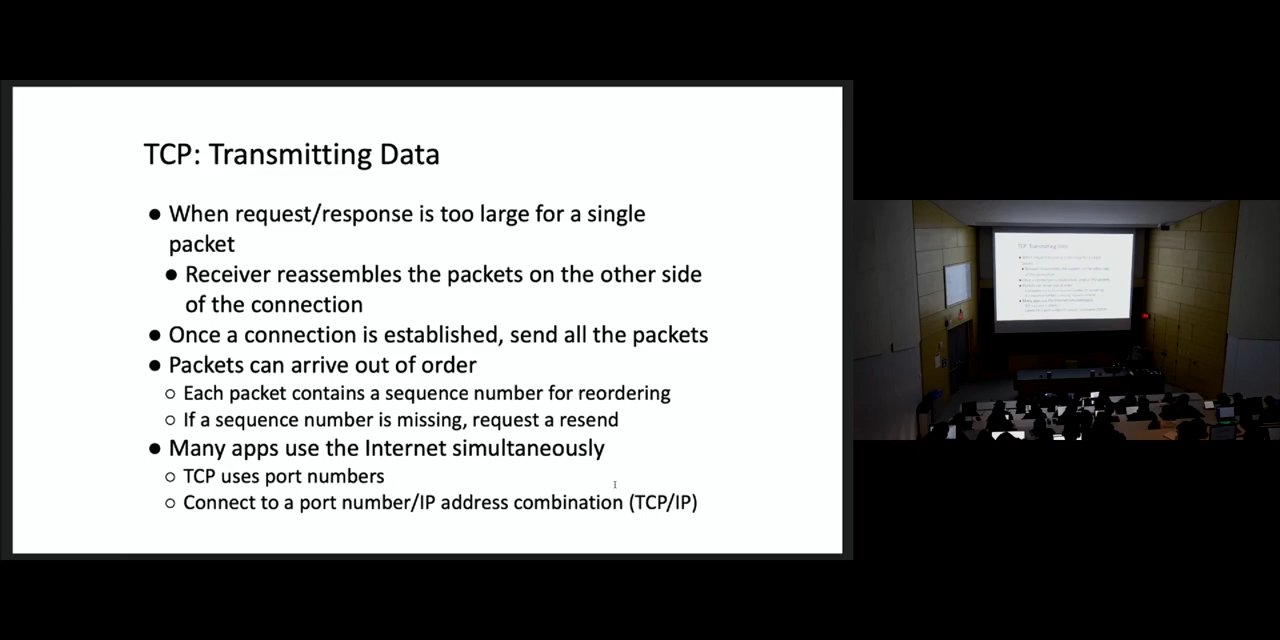 TCP: Transmitting Data
● When request/response is too large for a single
packet
● Receiver reassembles the packets on the other side
of the connection
● Once a connection is established, send all the packets
● Packets can arrive out of order
○ Each packet contains a sequence number for reordering
○ If a sequence number is missing, request a resend
● Many apps use the Internet simultaneously
○ TCP uses port numbers
○ Connect to a port number/IP address combination (TCP/IP)
TCP: Transmitting Data